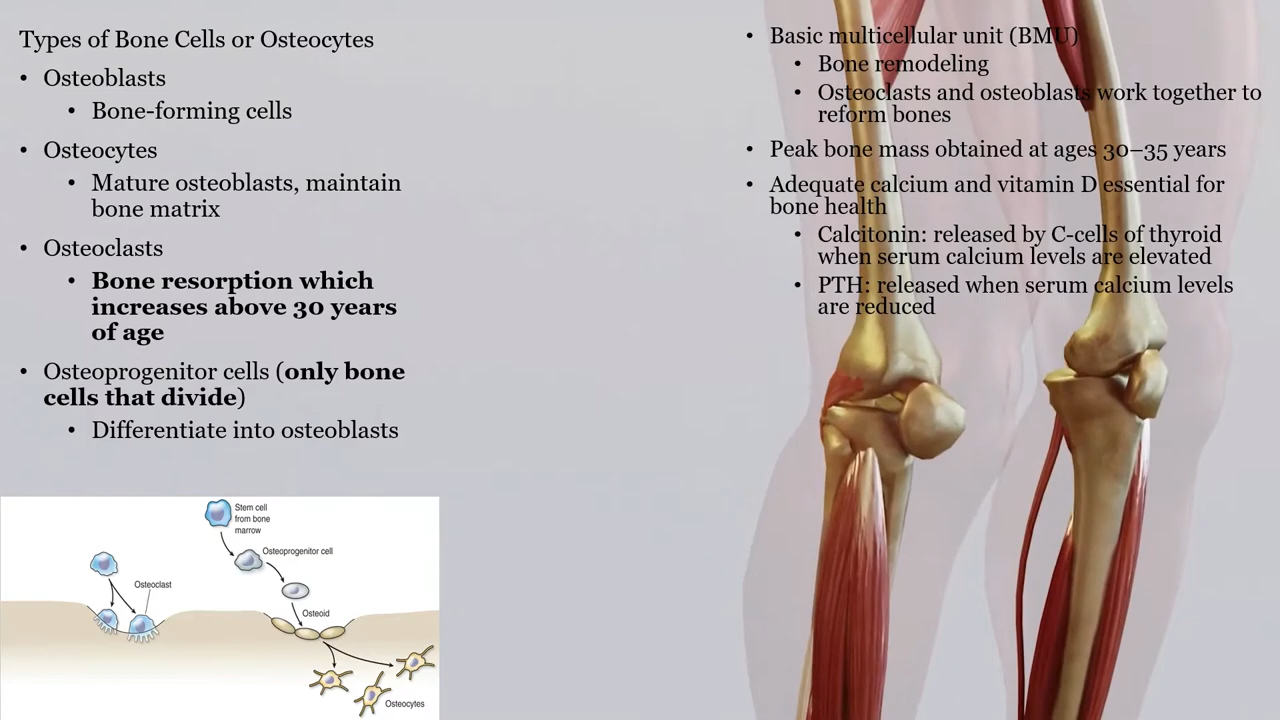 Types of Bone Cells or Osteocytes
• Osteoblasts
• Bone-forming cells
• Osteocytes
• Mature osteoblasts, maintain
bone matrix
• Osteoclasts
• Bone resorption which
increases above 30 years
of age
• Osteoprogenitor cells (only bone
cells that divide)
• Differentiate into osteoblasts
Stem cell
from bone
marrow
Osteoprogenitor cell
Osteoclast
Osteoid
Osteocytes
• Basic multicellular unit (BMU)
• Bone remodeling
• Osteoclasts and osteoblasts work together to
reform bones
• Peak bone mass obtained at ages 30–35 years
• Adequate calcium and vitamin D essential for
bone health
• Calcitonin: released by C-cells of thyroid
when serum calcium levels are elevated
• PTH: released when serum calcium levels
are reduced